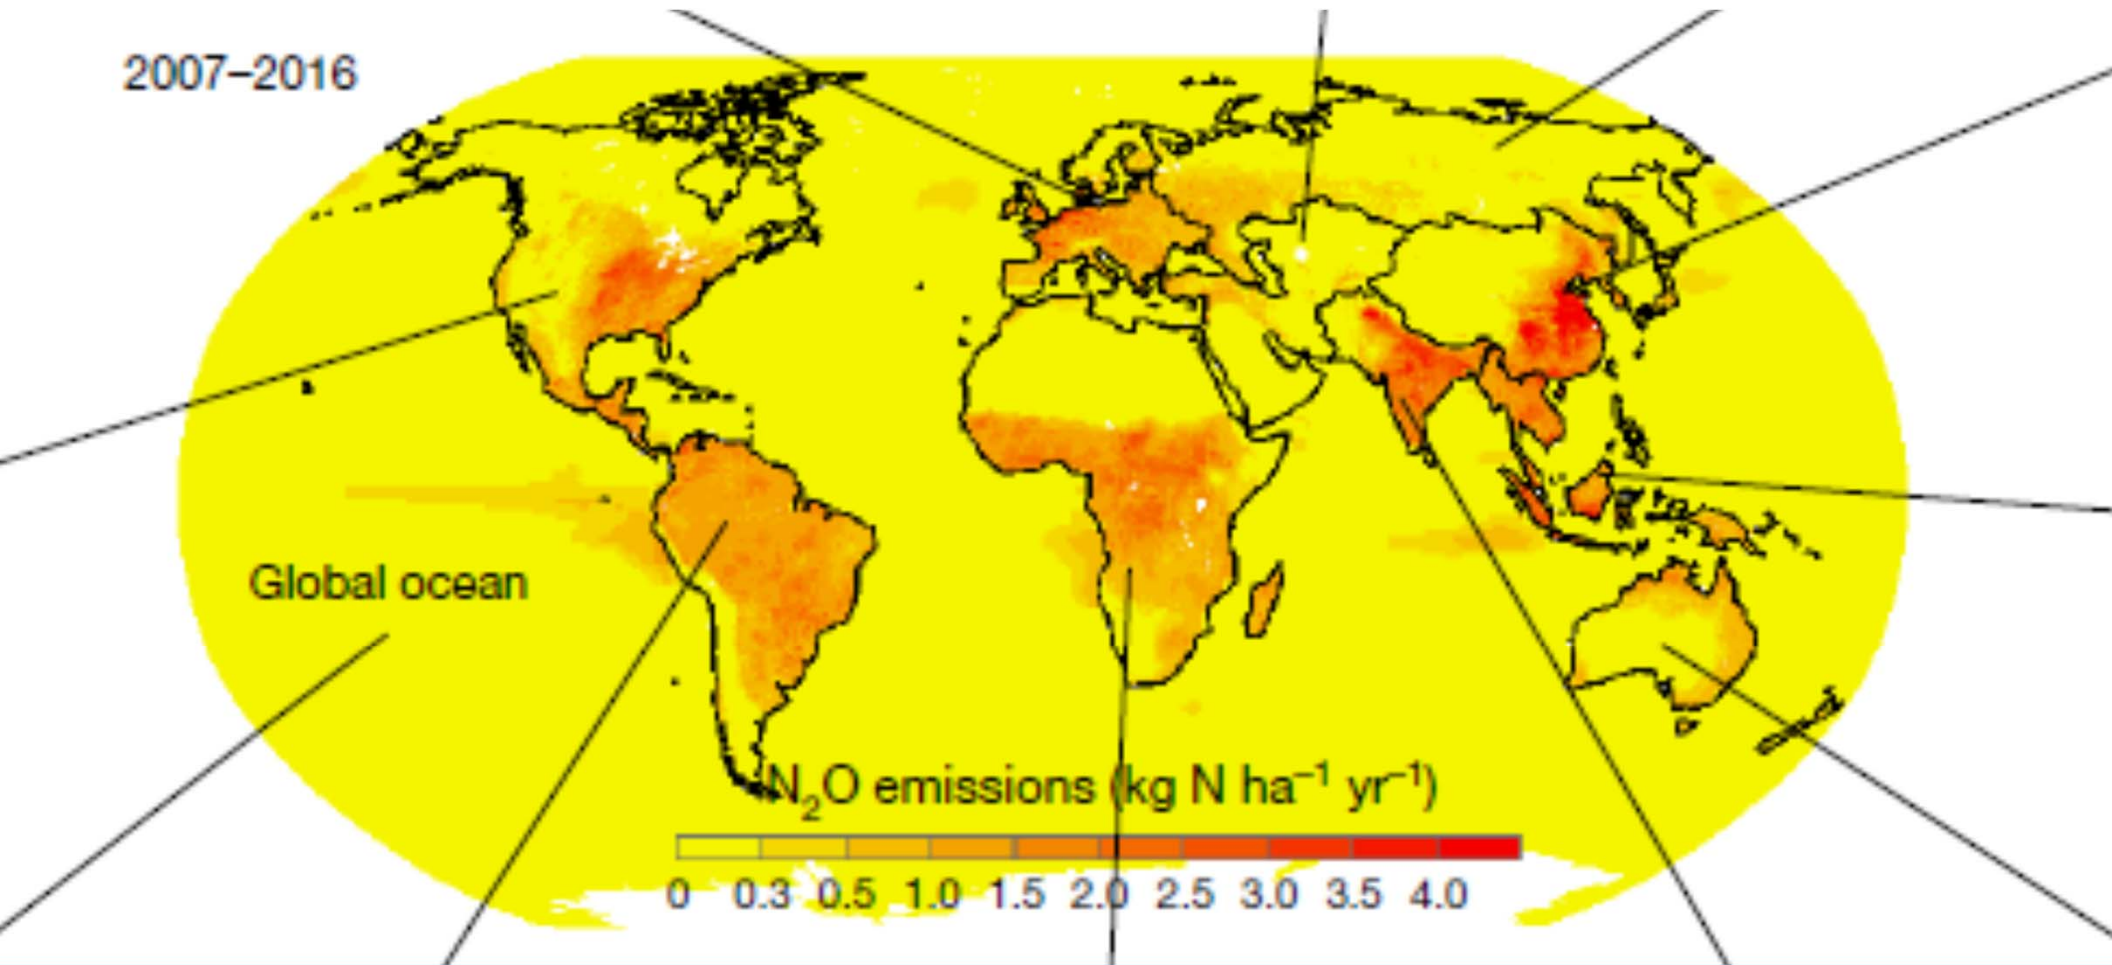 2007–2016
Global ocean
N₂O emissions (kg N ha⁻¹ yr⁻¹)
0 0.3 0.5 1.0 1.5 2.0 2.5 3.0 3.5 4.0